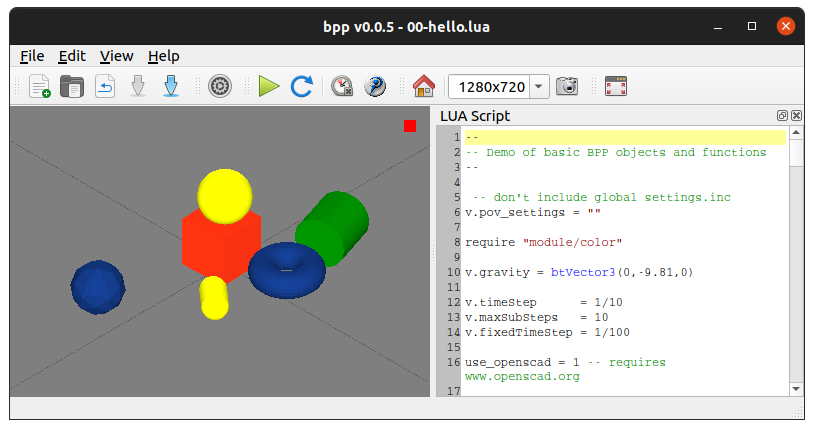 bpp v0.0.5 - 00-hello.lua
File Edit View Help
1280x720
LUA Script
1 --
2 -- Demo of basic BPP objects and functions
3 --
4
5 -- don't include global settings.inc
6 v.pov_settings = ""
7
8 require "module/color"
9
10 v.gravity = btVector3(0,-9.81,0)
11
12 v.timeStep = 1/10
13 v.maxSubSteps = 10
14 v.fixedTimeStep = 1/100
15
16 use_openscad = 1 -- requires
www.openscad.org
17